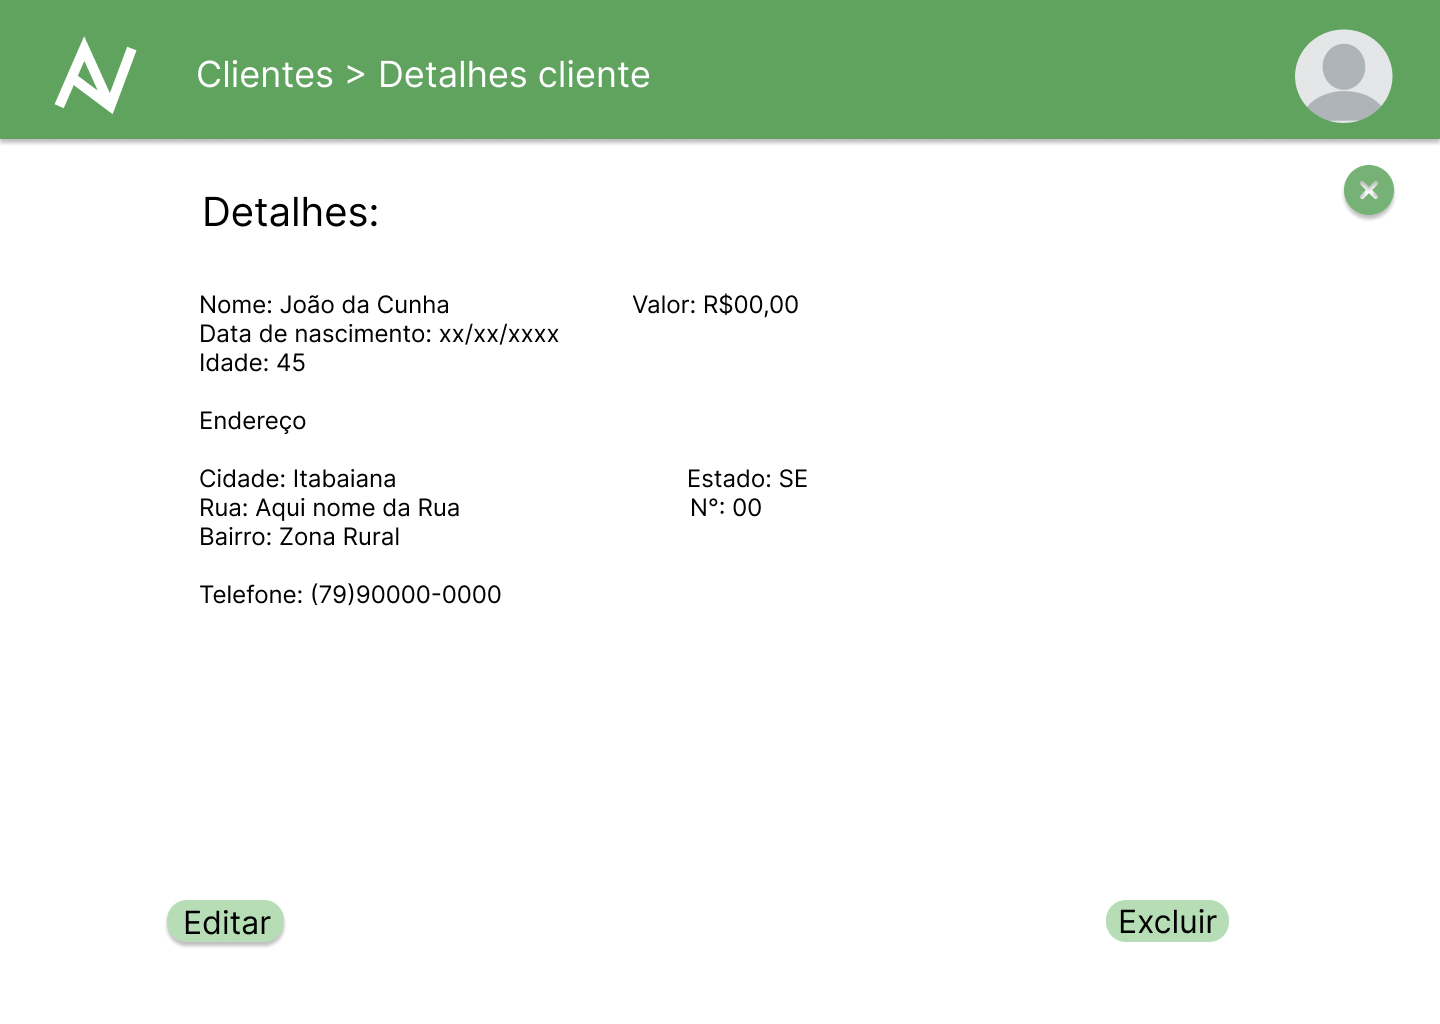 Clientes > Detalhes cliente
Detalhes:
Nome: João da Cunha Valor: R$00,00
Data de nascimento: xx/xx/xxxx
Idade: 45
Endereço
Cidade: Itabaiana Estado: SE
Rua: Aqui nome da Rua N°: 00
Bairro: Zona Rural
Telefone: (79)90000-0000
Editar Excluir